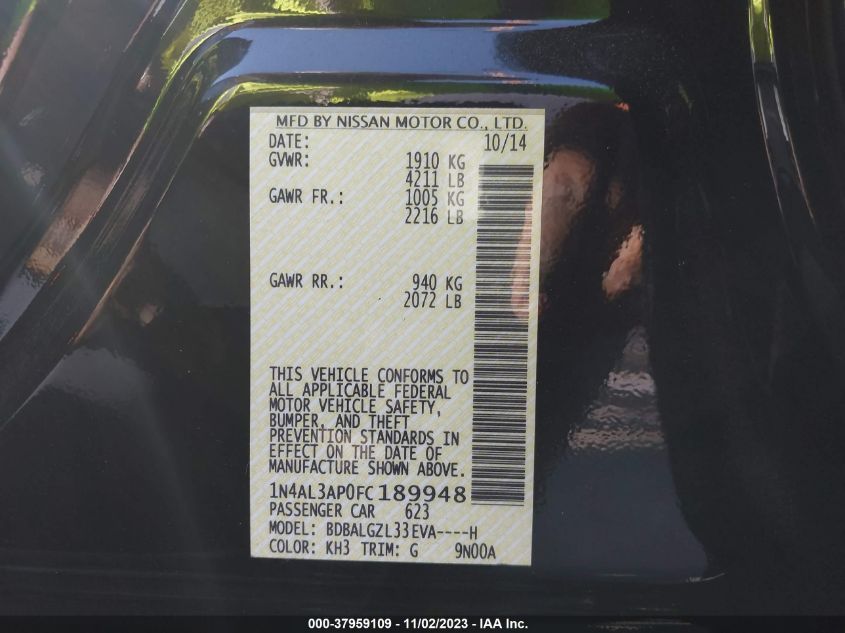 MFD BY NISSAN MOTOR CO., LTD.
DATE: 10/14
GVWR: 1910 KG
4211 LB
GAWR FR.: 1005 KG
2216 LB
GAWR RR.: 940 KG
2072 LB
THIS VEHICLE CONFORMS TO
ALL APPLICABLE FEDERAL
MOTOR VEHICLE SAFETY,
BUMPER, AND THEFT
PREVENTION STANDARDS IN
EFFECT ON THE DATE OF
MANUFACTURE SHOWN ABOVE.
1N4AL3AP0FC189948
PASSENGER CAR 623
MODEL: BDBALGZL33EVA----H
COLOR: KH3 TRIM: G 9N00A
000-37959109 - 11/02/2023 - IAA Inc.